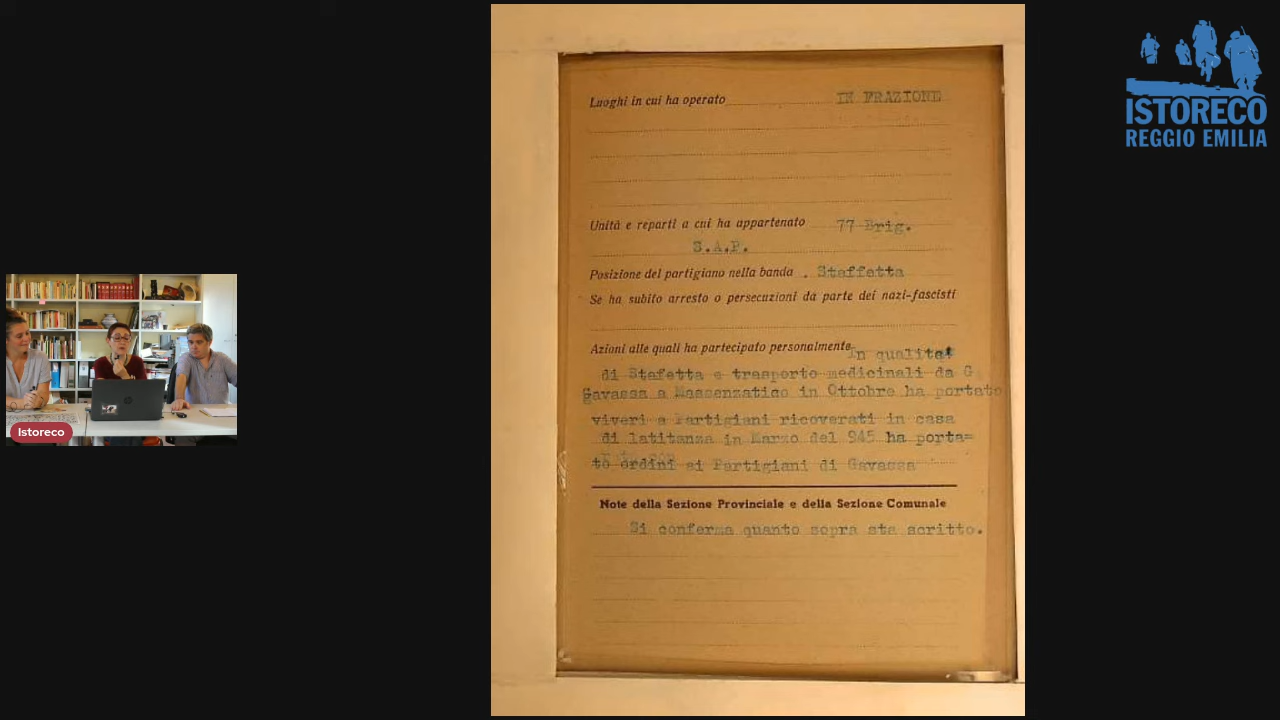 Luoghi in cui ha operato IN FRAZIONE
Unità e reparti a cui ha appartenato 77 Brig.
S.A.P.
Posizione del partigiano nella banda . Staffetta
Se ha subito arresto o persecuzioni da parte dei nazi-fascisti
Azioni alle quali ha partecipato personalmente In qualitat
di Stafetta e trasporto medicinali da G
Gavassa a Massenzatico in Ottobre ha portato
viveri a Partigiani ricoverati in casa
di latitanza in Marzo del 945 ha porta=
to ordini ai Partigiani di Gavassa
Note della Sezione Provinciale e della Sezione Comunale
Si conferma quanto sopra sta scritto.
ISTORECO
REGGIO EMILIA
Istoreco